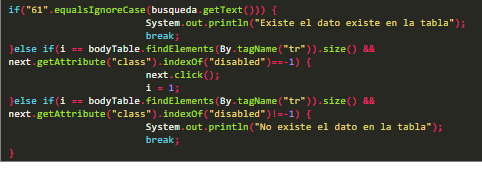 if("61".equalsIgnoreCase(busqueda.getText())) {
System.out.println("Existe el dato existe en la tabla");
break;
}else if(i == bodyTable.findElements(By.tagName("tr")).size() &&
next.getAttribute("class").indexOf("disabled")==-1) {
next.click();
i = 1;
}else if(i == bodyTable.findElements(By.tagName("tr")).size() &&
next.getAttribute("class").indexOf("disabled")!=-1) {
System.out.println("No existe el dato en la tabla");
break;
}